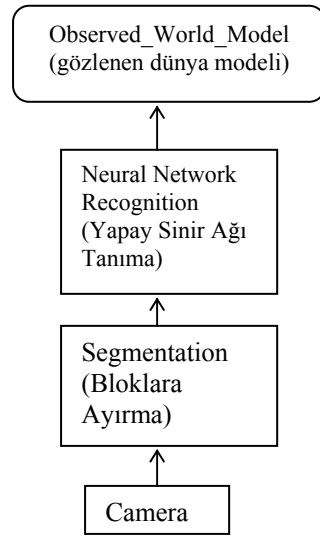 Observed_World_Model
(gözlenen dünya modeli)
Neural Network
Recognition
(Yapay Sinir Ağı
Tanıma)
Segmentation
(Bloklara
Ayırma)
Camera